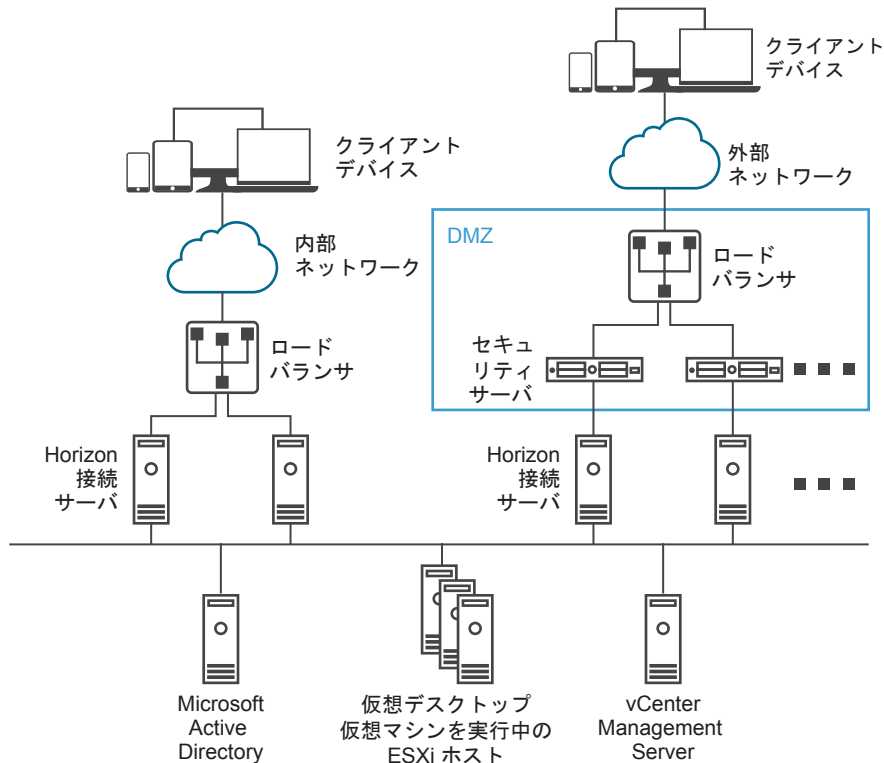 クライアント
デバイス
外部
ネットワーク
クライアント
デバイス
内部
ネットワーク
DMZ
ロード
バランサ
ロード
バランサ
セキュ
リティ
サーバ
Horizon
接続
サーバ
Horizon
接続
サーバ
Microsoft
Active
Directory
仮想デスクトップ
仮想マシンを実行中の
ESXi ホスト
vCenter
Management
Server